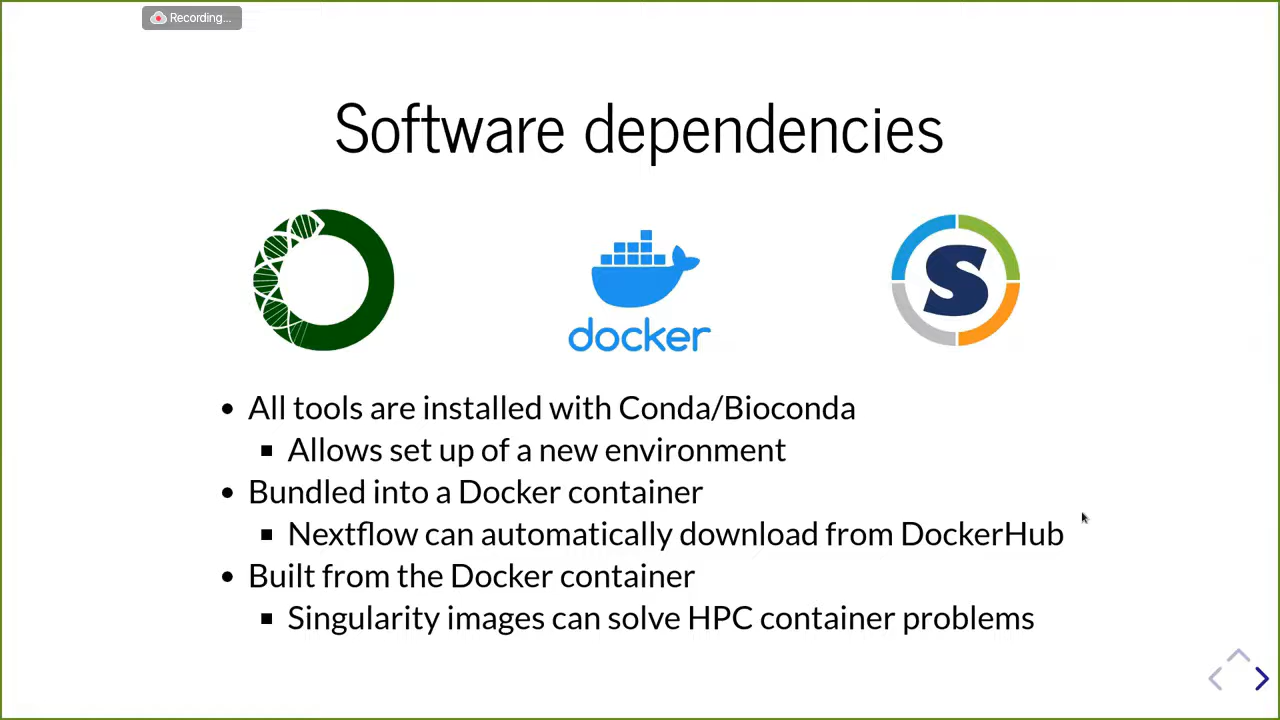 Recording...
Software dependencies
docker
S
• All tools are installed with Conda/Bioconda
▪ Allows set up of a new environment
• Bundled into a Docker container
▪ Nextflow can automatically download from DockerHub
• Built from the Docker container
▪ Singularity images can solve HPC container problems